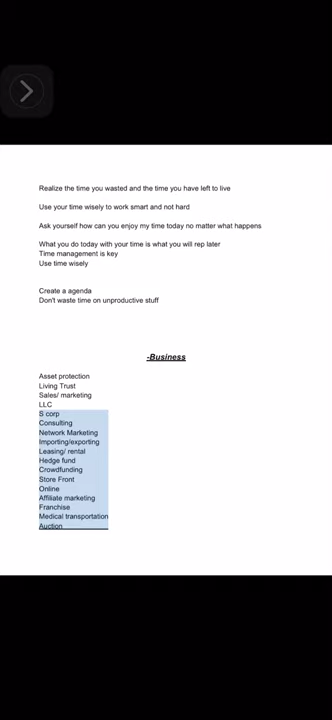 Realize the time you wasted and the time you have left to live
Use your time wisely to work smart and not hard
Ask yourself how can you enjoy my time today no matter what happens
What you do today with your time is what you will rep later
Time management is key
Use time wisely
Create a agenda
Don't waste time on unproductive stuff
-Business
Asset protection
Living Trust
Sales/ marketing
LLC
S corp
Consulting
Network Marketing
Importing/exporting
Leasing/ rental
Hedge fund
Crowdfunding
Store Front
Online
Affiliate marketing
Franchise
Medical transportation
Auction